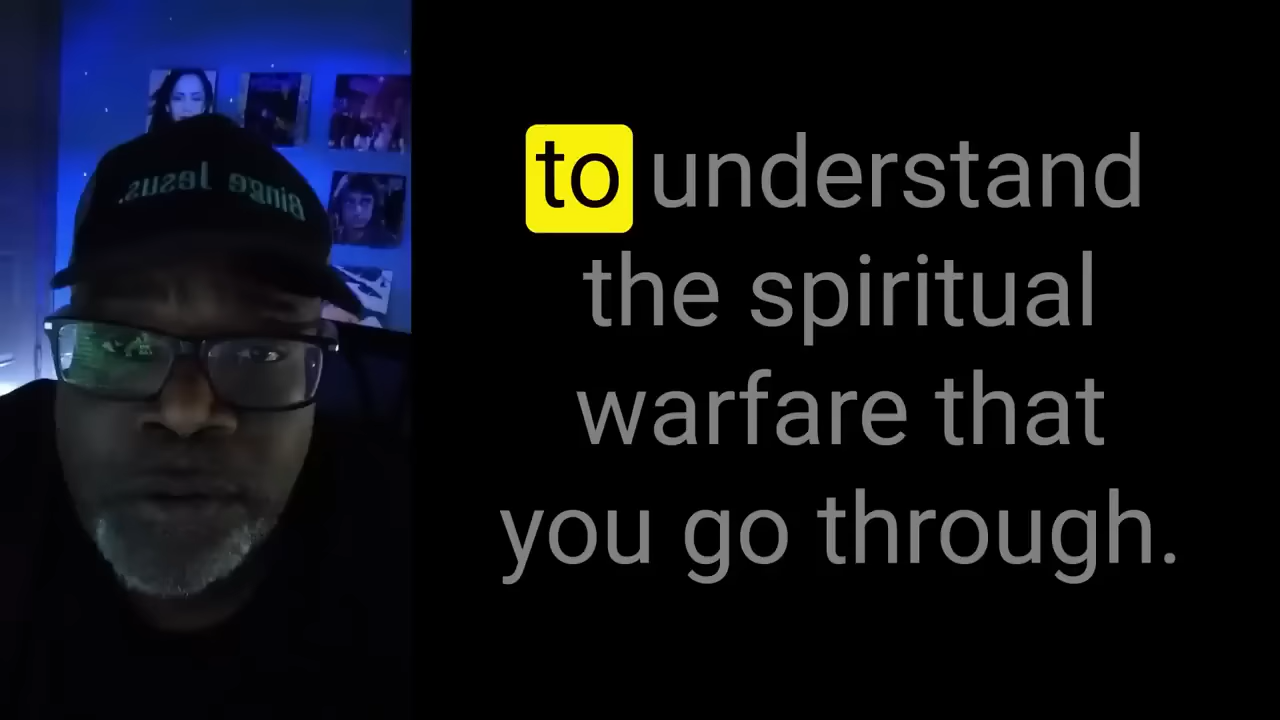 Binge Jesus.
to understand
the spiritual
warfare that
you go through.